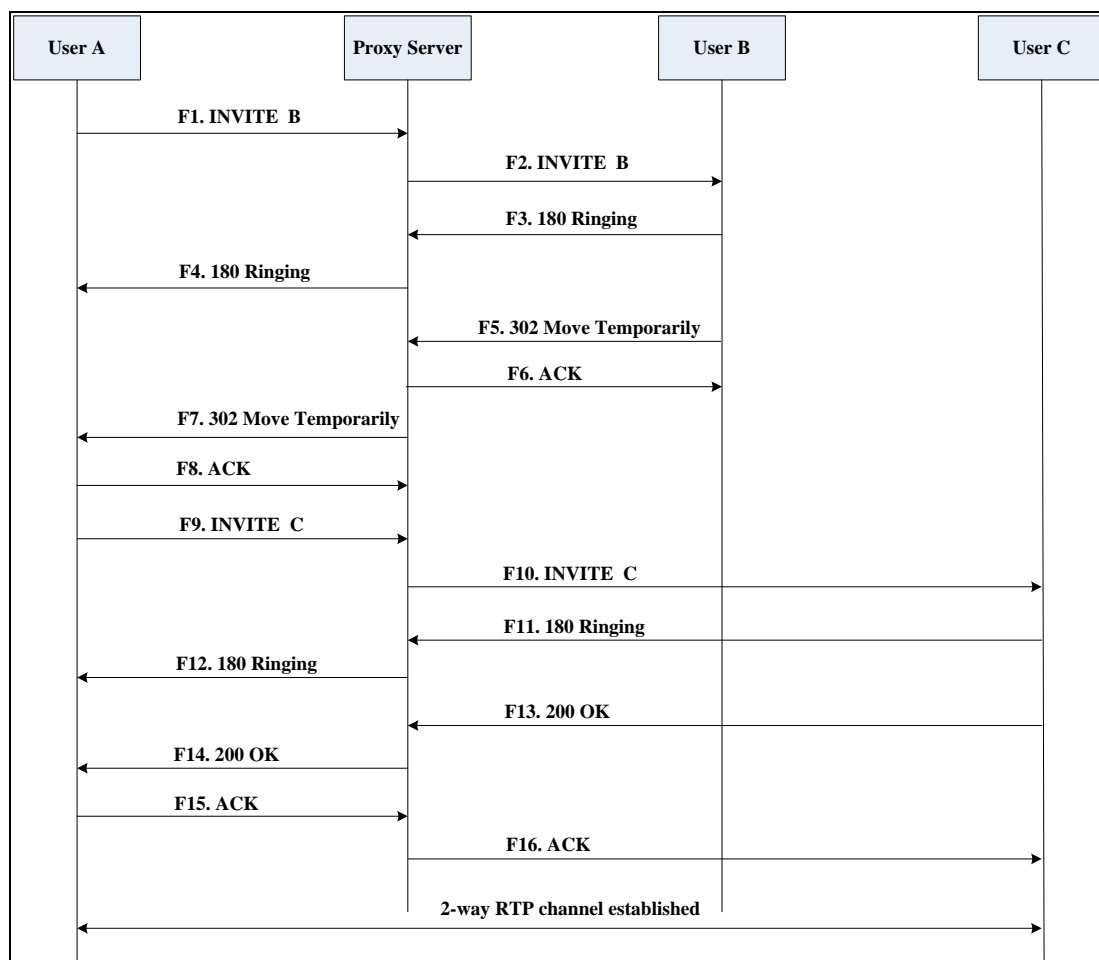 User A
Proxy Server
User B
User C
F1. INVITE B
F2. INVITE B
F3. 180 Ringing
F4. 180 Ringing
F5. 302 Move Temporarily
F6. ACK
F7. 302 Move Temporarily
F8. ACK
F9. INVITE C
F10. INVITE C
F11. 180 Ringing
F12. 180 Ringing
F13. 200 OK
F14. 200 OK
F15. ACK
F16. ACK
2-way RTP channel established